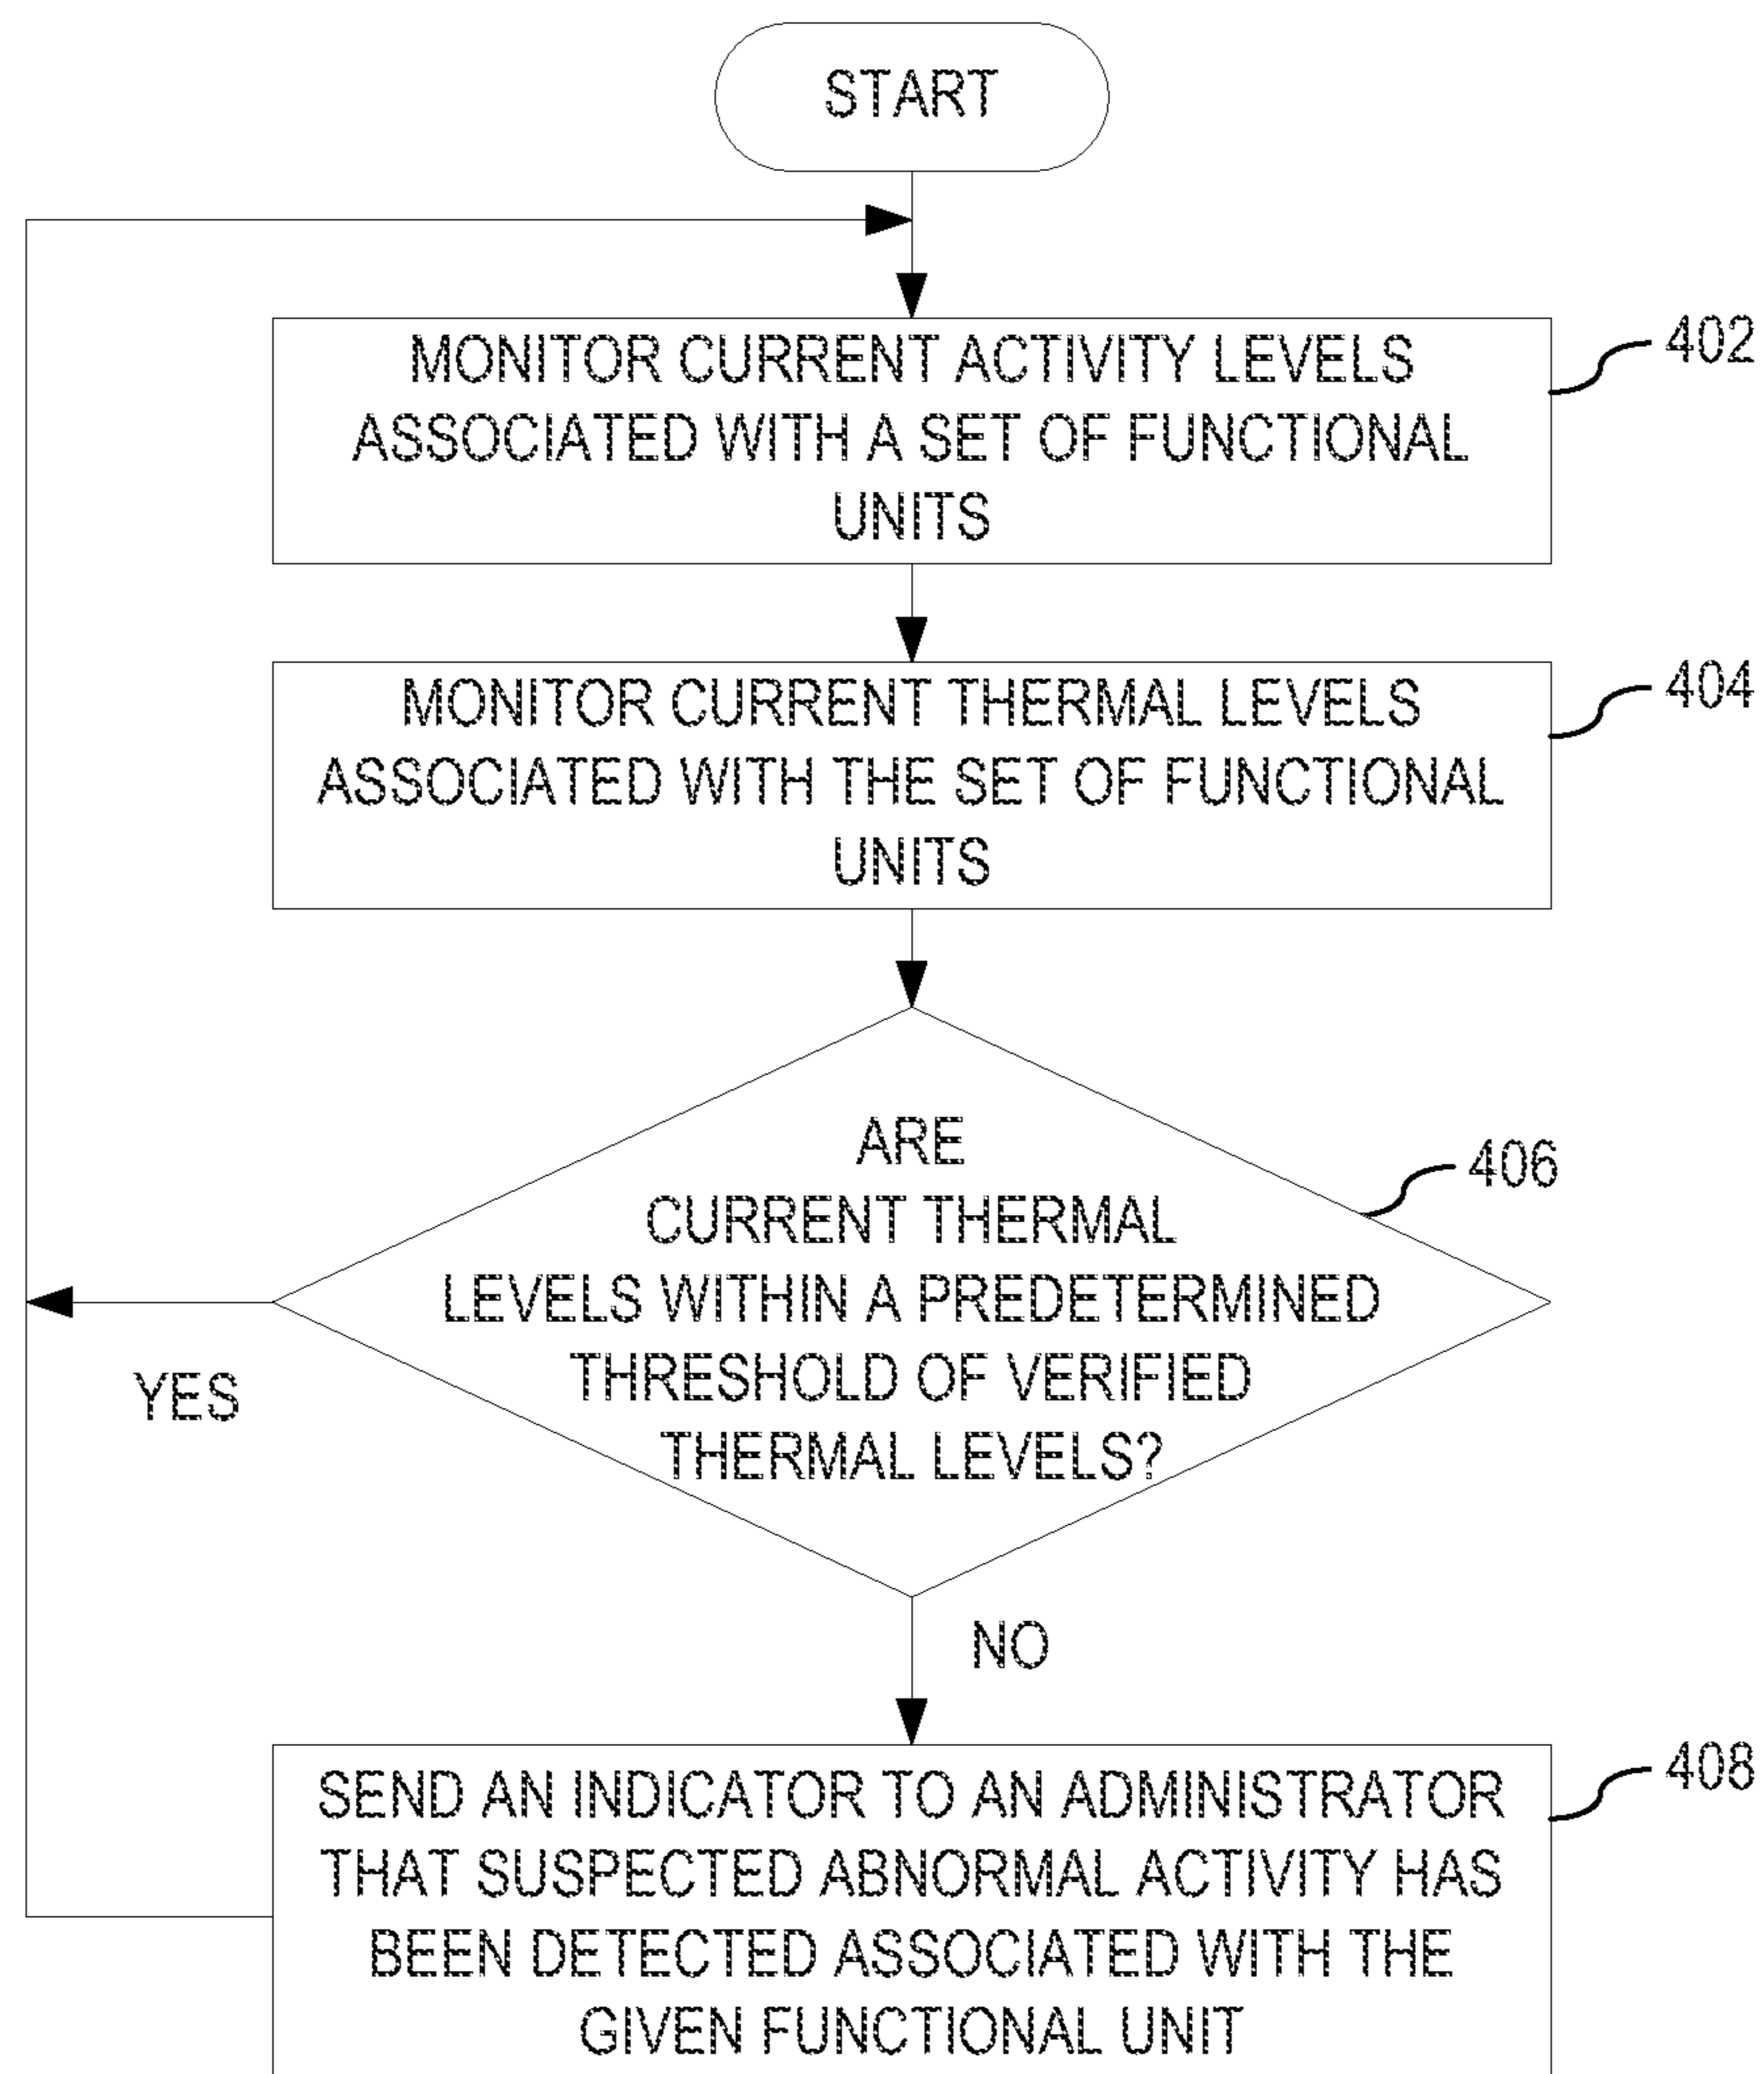 START
MONITOR CURRENT ACTIVITY LEVELS
ASSOCIATED WITH A SET OF FUNCTIONAL
UNITS
402
MONITOR CURRENT THERMAL LEVELS
ASSOCIATED WITH THE SET OF FUNCTIONAL
UNITS
404
ARE
CURRENT THERMAL
LEVELS WITHIN A PREDETERMINED
THRESHOLD OF VERIFIED
THERMAL LEVELS?
406
YES
NO
SEND AN INDICATOR TO AN ADMINISTRATOR
THAT SUSPECTED ABNORMAL ACTIVITY HAS
BEEN DETECTED ASSOCIATED WITH THE
GIVEN FUNCTIONAL UNIT
408